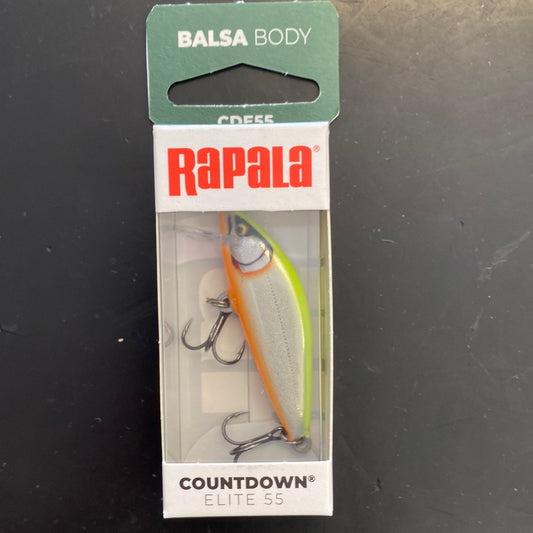 BALSA BODY
CDE55
RAPALA®
COUNTDOWN®
ELITE 55